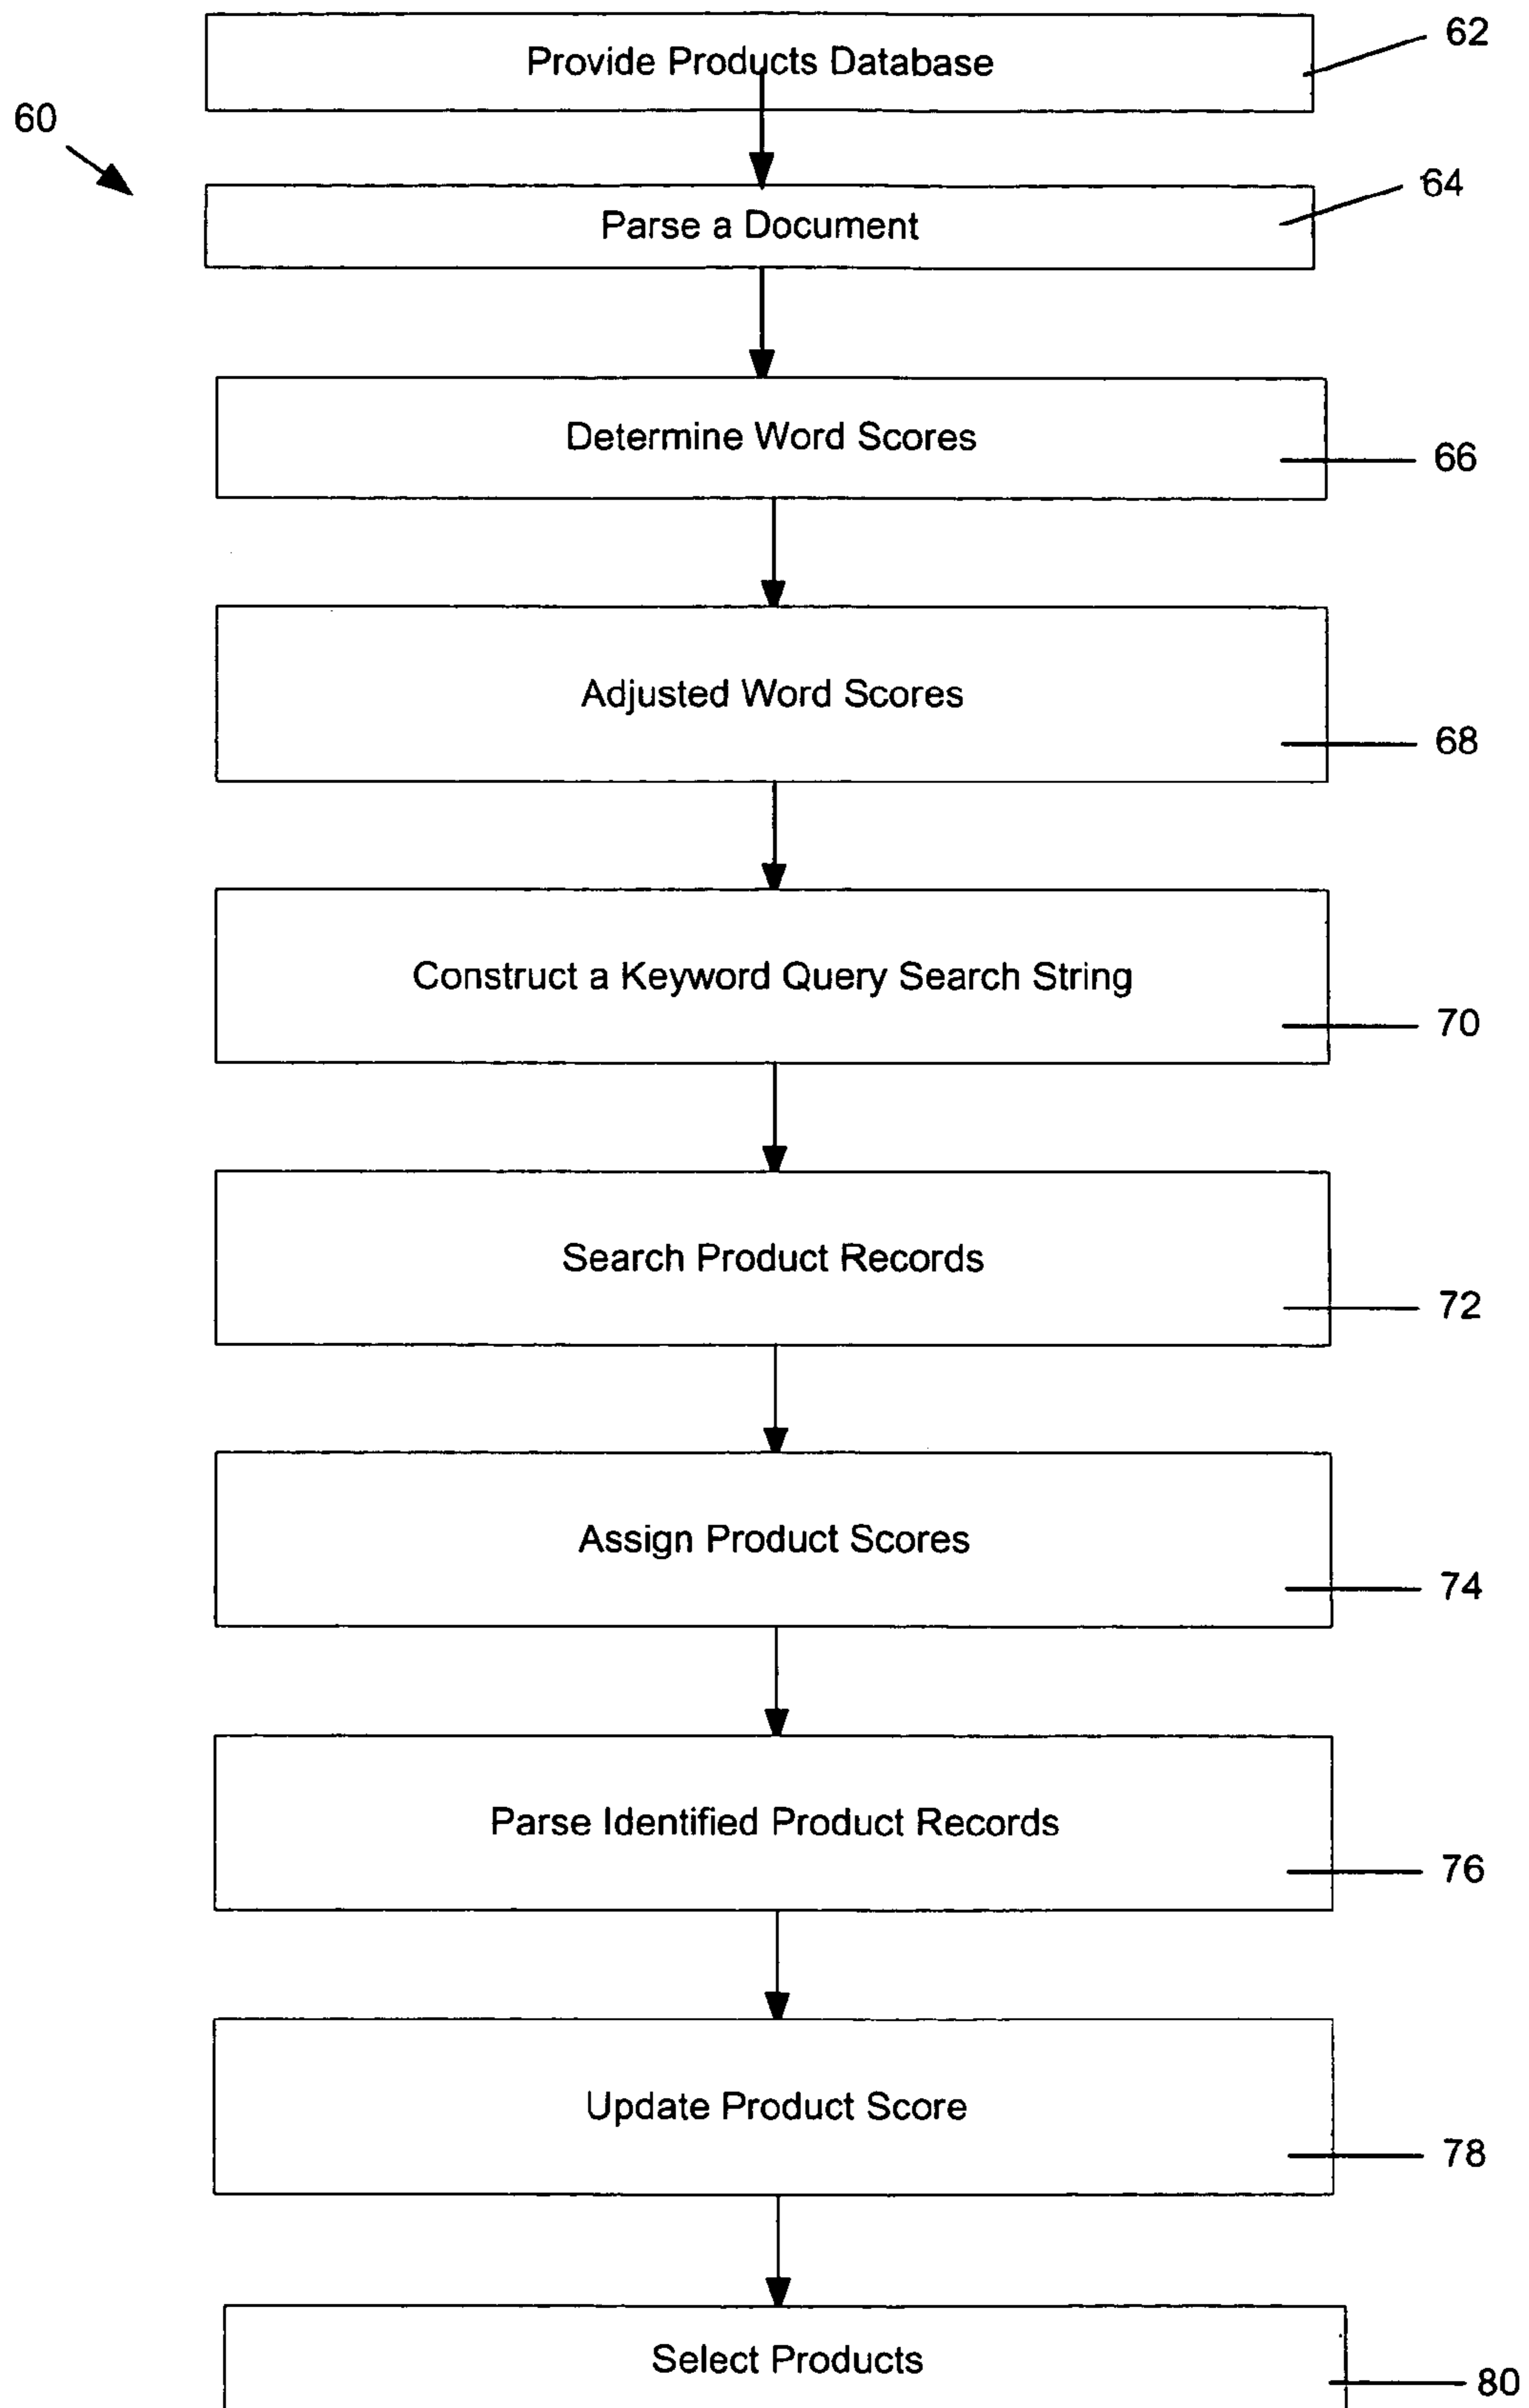 Provide Products Database
62
60
Parse a Document
64
Determine Word Scores
66
Adjusted Word Scores
68
Construct a Keyword Query Search String
70
Search Product Records
72
Assign Product Scores
74
Parse Identified Product Records
76
Update Product Score
78
Select Products
80